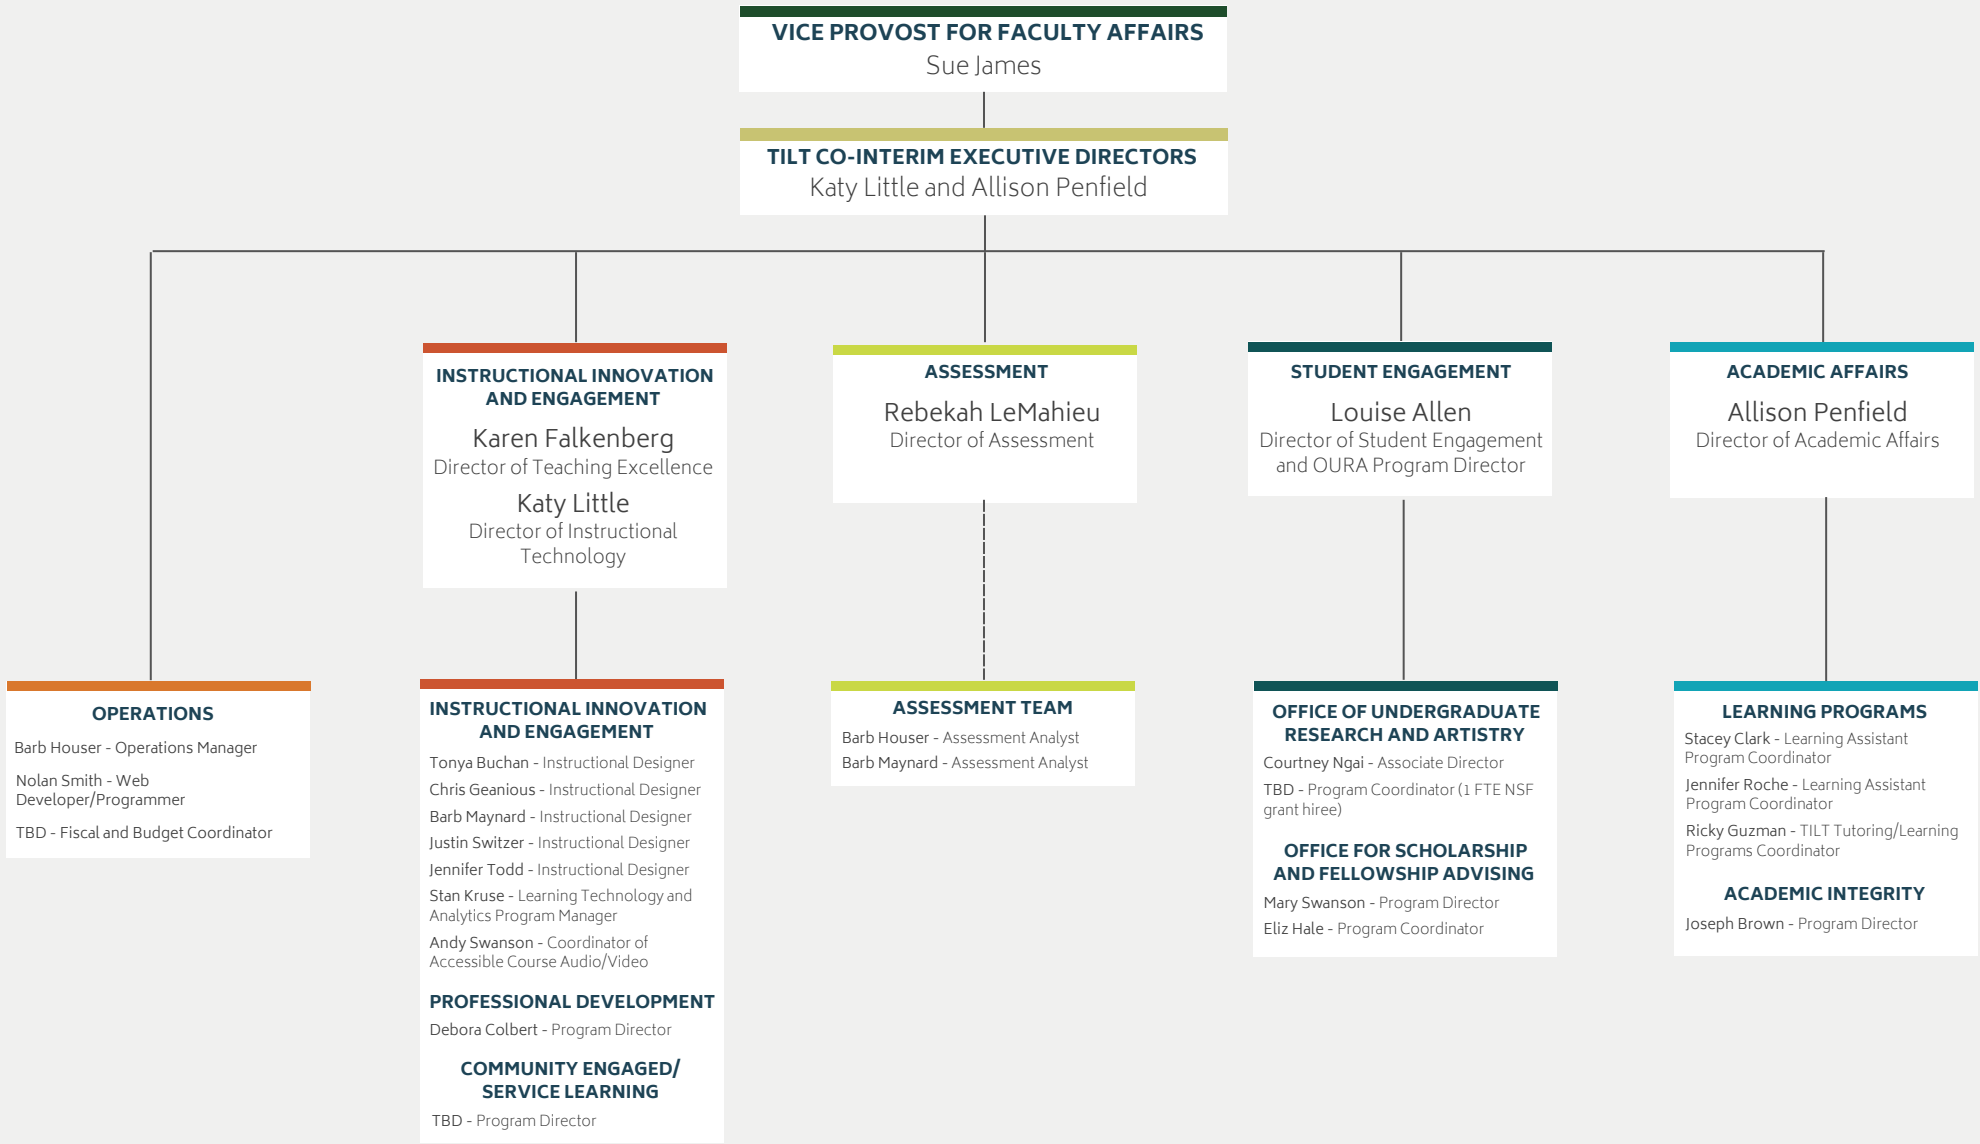 VICE PROVOST FOR FACULTY AFFAIRS
Sue James
TILT CO-INTERIM EXECUTIVE DIRECTORS
Katy Little and Allison Penfield
INSTRUCTIONAL INNOVATION
AND ENGAGEMENT
Karen Falkenberg
Director of Teaching Excellence
Katy Little
Director of Instructional
Technology
ASSESSMENT
Rebekah LeMahieu
Director of Assessment
STUDENT ENGAGEMENT
Louise Allen
Director of Student Engagement
and OURA Program Director
ACADEMIC AFFAIRS
Allison Penfield
Director of Academic Affairs
OPERATIONS
Barb Houser - Operations Manager
Nolan Smith - Web
Developer/Programmer
TBD - Fiscal and Budget Coordinator
INSTRUCTIONAL INNOVATION
AND ENGAGEMENT
Tonya Buchan - Instructional Designer
Chris Geanious - Instructional Designer
Barb Maynard - Instructional Designer
Justin Switzer - Instructional Designer
Jennifer Todd - Instructional Designer
Stan Kruse - Learning Technology and
Analytics Program Manager
Andy Swanson - Coordinator of
Accessible Course Audio/Video
PROFESSIONAL DEVELOPMENT
Debora Colbert - Program Director
COMMUNITY ENGAGED/
SERVICE LEARNING
TBD - Program Director
ASSESSMENT TEAM
Barb Houser - Assessment Analyst
Barb Maynard - Assessment Analyst
OFFICE OF UNDERGRADUATE
RESEARCH AND ARTISTRY
Courtney Ngai - Associate Director
TBD - Program Coordinator (1 FTE NSF
grant hiree)
OFFICE FOR SCHOLARSHIP
AND FELLOWSHIP ADVISING
Mary Swanson - Program Director
Eliz Hale - Program Coordinator
LEARNING PROGRAMS
Stacey Clark - Learning Assistant
Program Coordinator
Jennifer Roche - Learning Assistant
Program Coordinator
Ricky Guzman - TILT Tutoring/Learning
Programs Coordinator
ACADEMIC INTEGRITY
Joseph Brown - Program Director